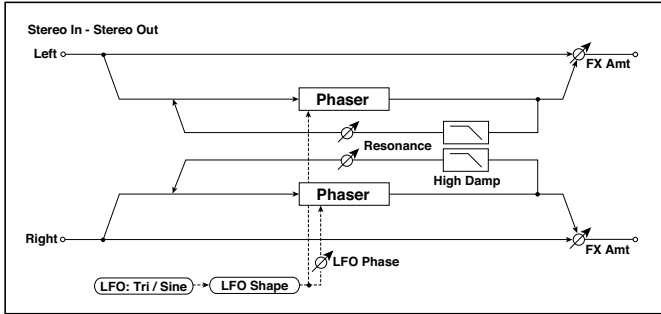 Stereo In - Stereo Out
Left
FX Amt
Phaser
Resonance
High Damp
Phaser
Right
FX Amt
LFO Phase
LFO: Tri / Sine
LFO Shape